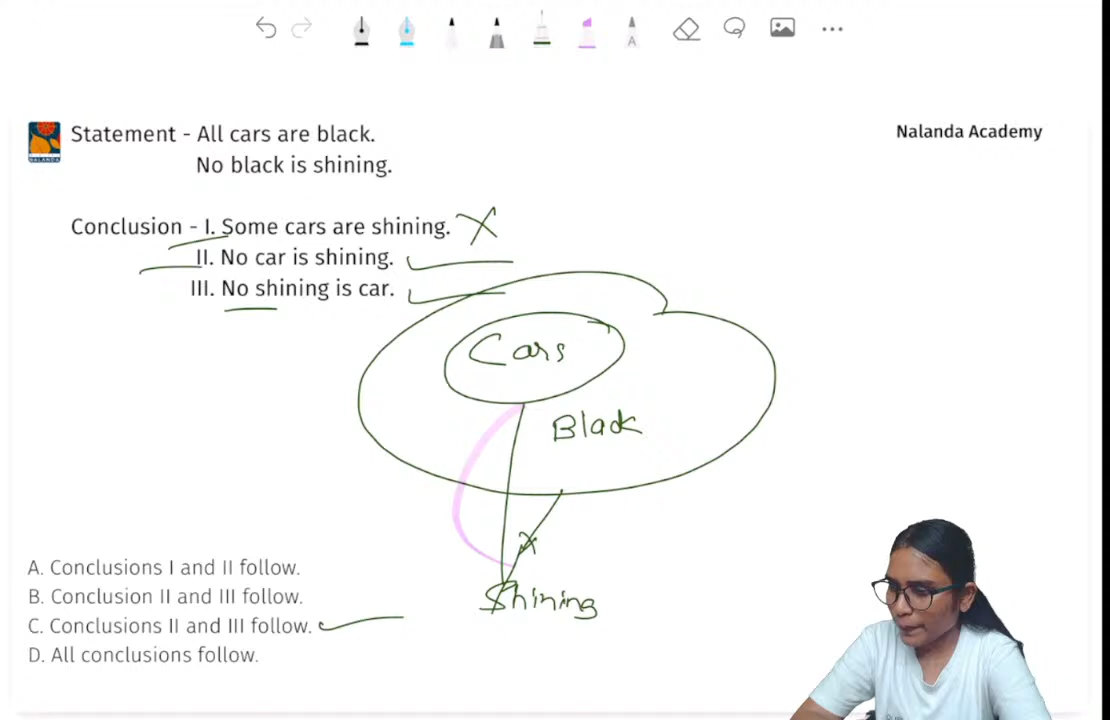 A
Statement - All cars are black.
Nalanda Academy
NALANDA
No black is shining.
Conclusion - I. Some cars are shining. X
II. No car is shining.
III. No shining is car.
Cars
Black
A. Conclusions I and II follow.
B. Conclusion II and III follow.
Shining
C. Conclusions II and III follow.
D. All conclusions follow.